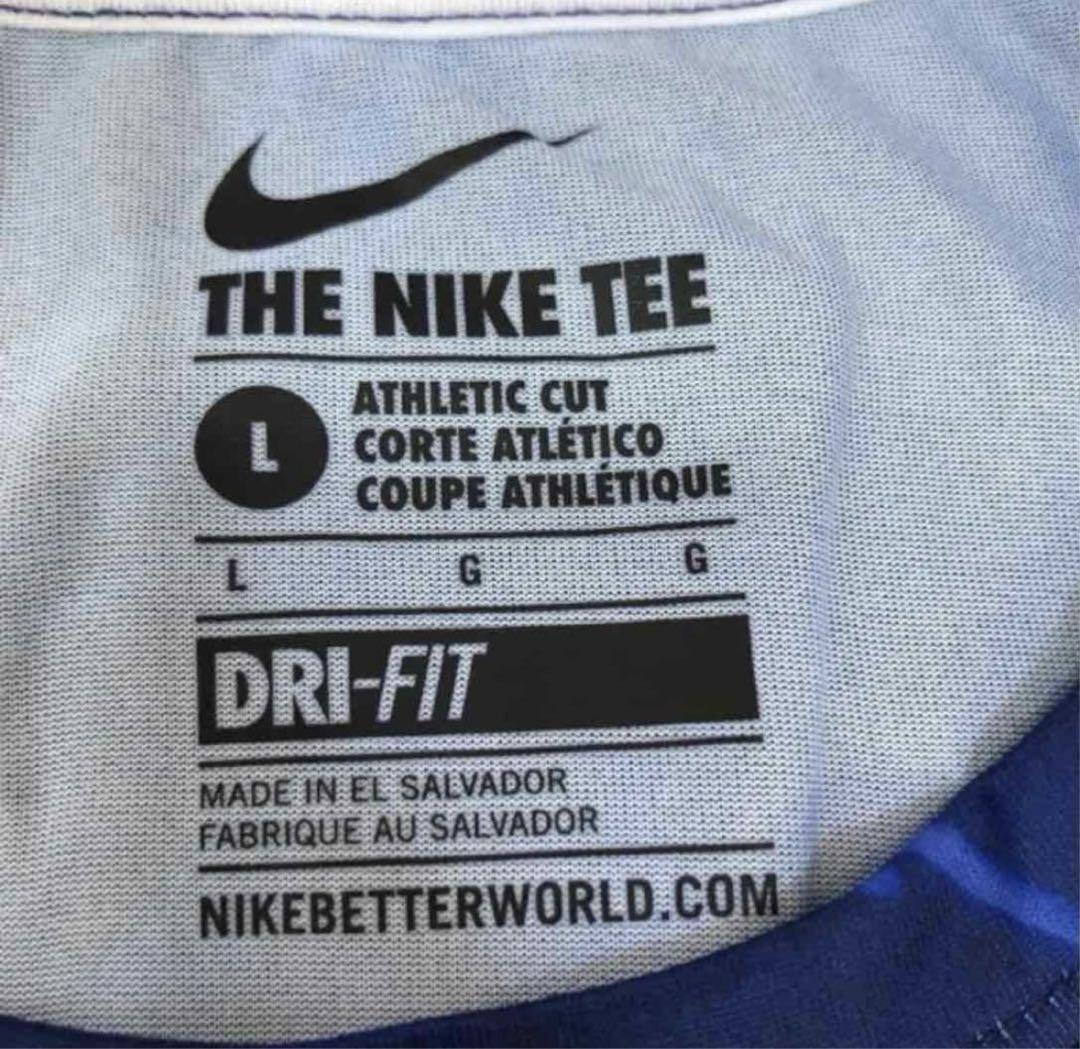 THE NIKE TEE
L
ATHLETIC CUT
CORTE ATLÉTICO
COUPE ATHLÉTIQUE
L G G
DRI-FIT
MADE IN EL SALVADOR
FABRIQUE AU SALVADOR
NIKEBETTERWORLD.COM